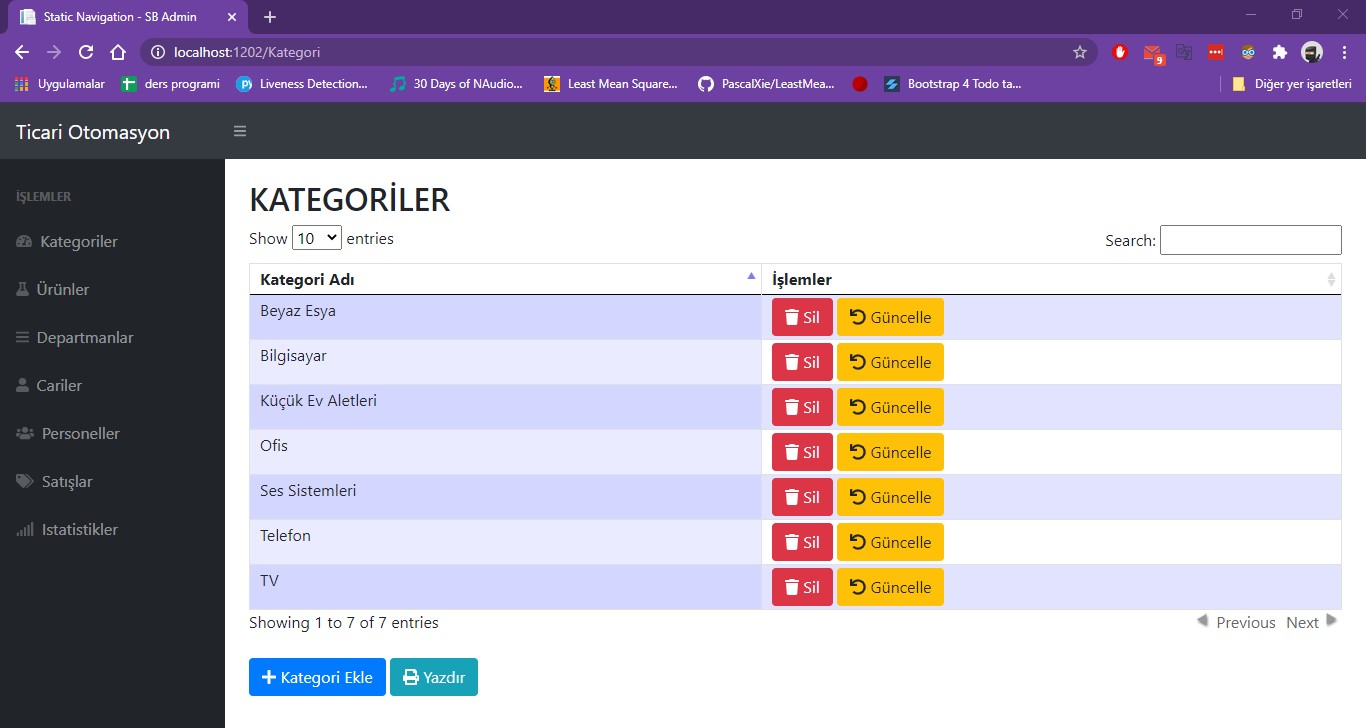 Static Navigation - SB Admin
localhost:1202/Kategori
9
Uygulamalar ders programi Liveness Detection... 30 Days of NAudio... Least Mean Square... PascalXie/LeastMea... Bootstrap 4 Todo ta... Diğer yer işaretleri
Ticari Otomasyon
İŞLEMLER
Kategoriler
Ürünler
Departmanlar
Cariler
Personeller
Satışlar
Istatistikler
KATEGORİLER
Show 10 entries Search:
Kategori Adı İşlemler
Beyaz Esya Sil Güncelle
Bilgisayar Sil Güncelle
Küçük Ev Aletleri Sil Güncelle
Ofis Sil Güncelle
Ses Sistemleri Sil Güncelle
Telefon Sil Güncelle
TV Sil Güncelle
Showing 1 to 7 of 7 entries Previous Next
Kategori Ekle Yazdır